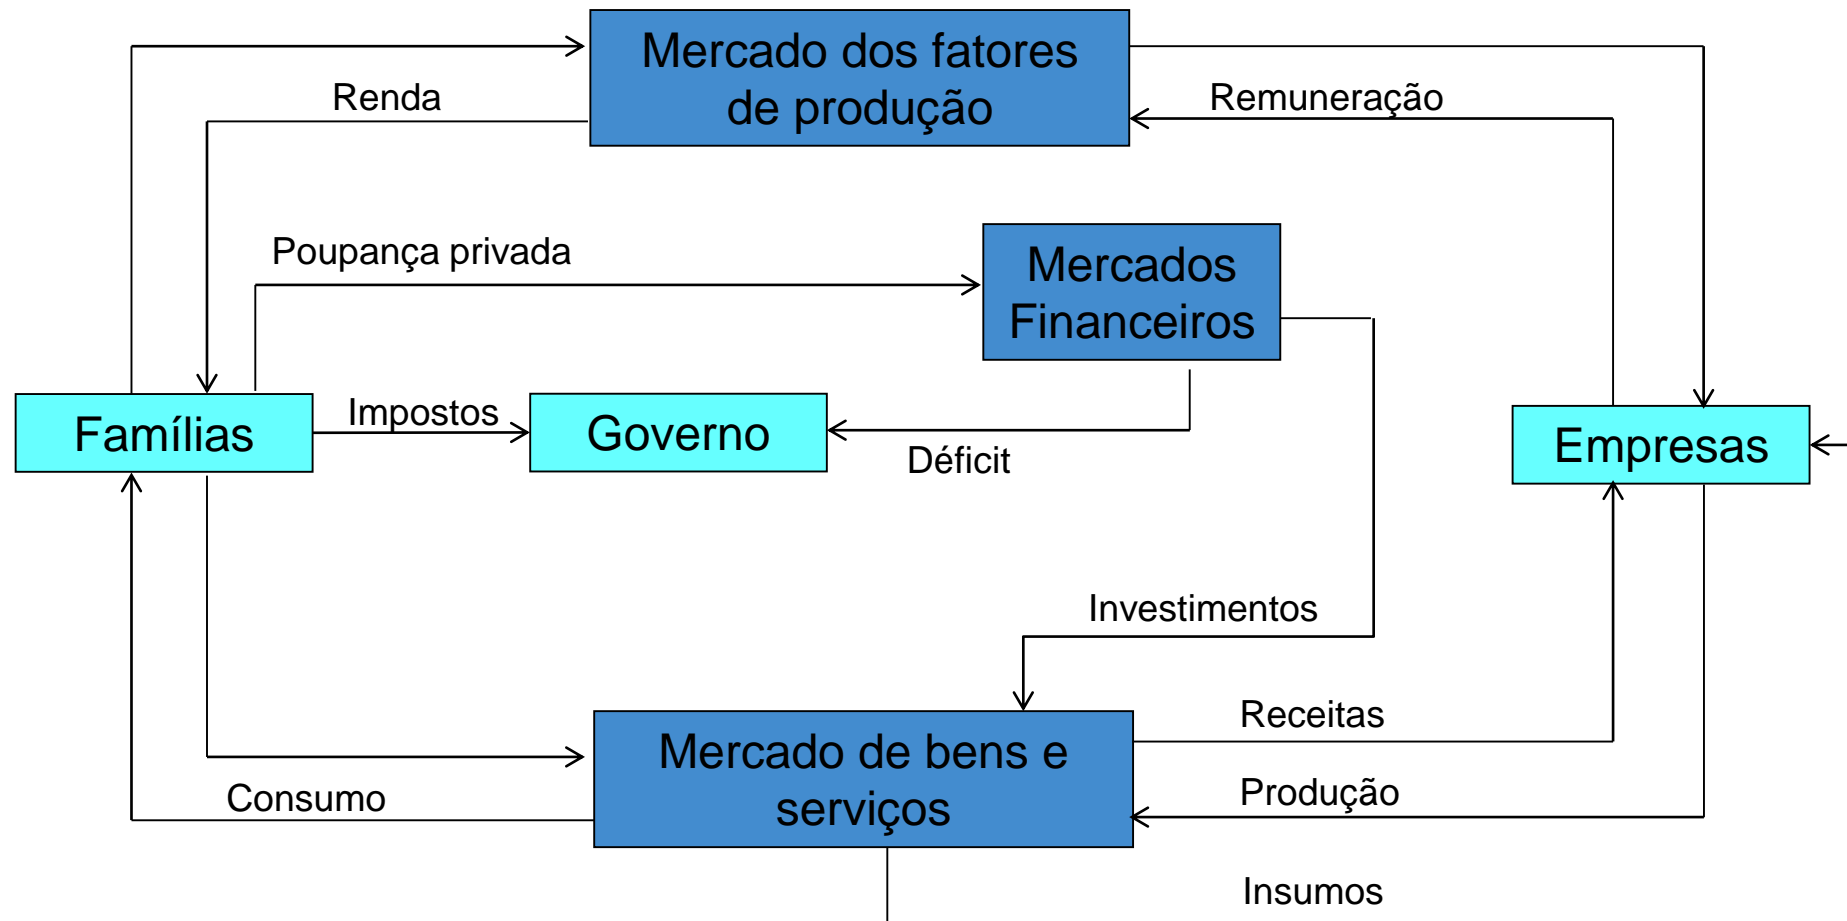 Mercado dos fatores
de produção
Renda
Remuneração
Poupança privada
Mercados
Financeiros
Famílias
Impostos
Governo
Déficit
Empresas
Investimentos
Receitas
Mercado de bens e
serviços
Consumo
Produção
Insumos